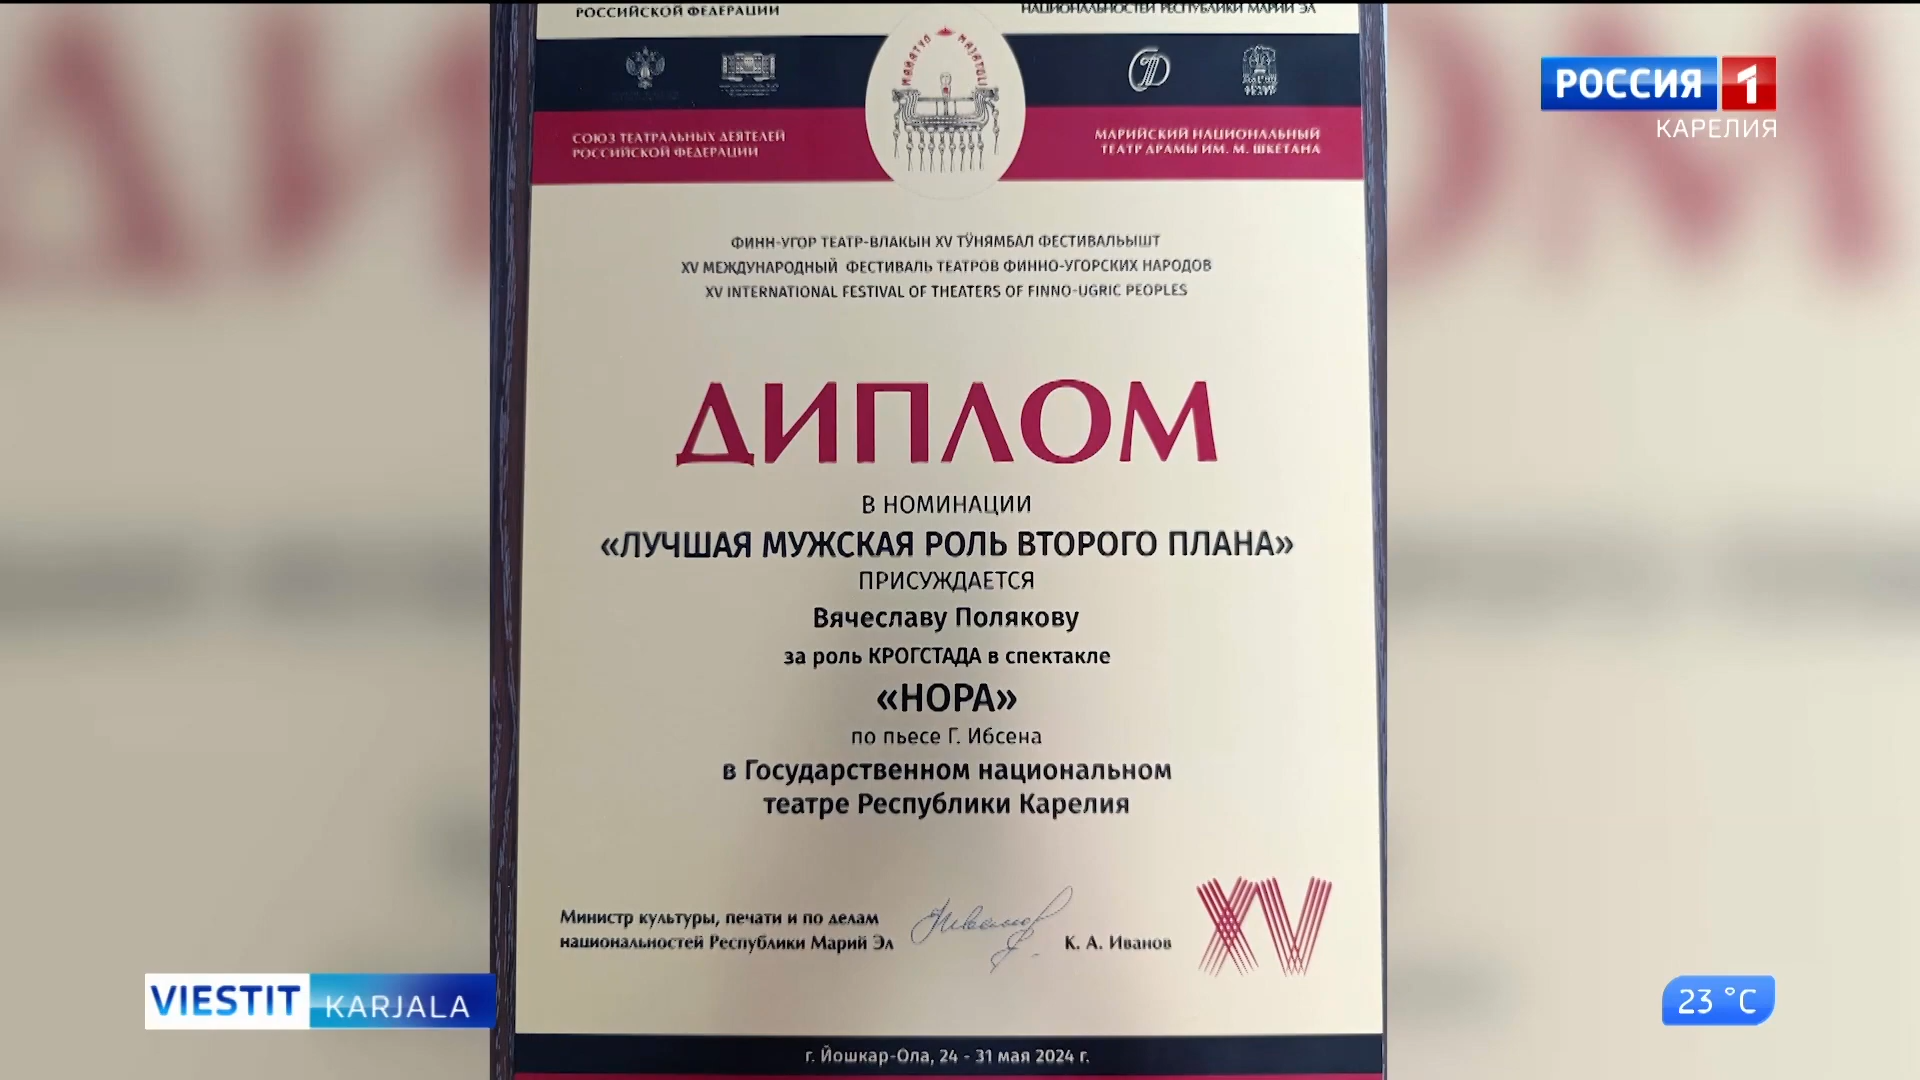 РОССИЙСКОЙ ФЕДЕРАЦИИ
НАЦИОНАЛЬНОСТЕЙ РЕСПУБЛИКИ МАРИЙ ЭЛ
МАЙАТУЛ
МАЯТУЛ
СОЮЗ ТЕАТРАЛЬНЫХ ДЕЯТЕЛЕЙ
РОССИЙСКОЙ ФЕДЕРАЦИИ
МАРИЙСКИЙ НАЦИОНАЛЬНЫЙ
ТЕАТР ДРАМЫ ИМ. М. ШКЕТАНА
РОССИЯ 1
КАРЕЛИЯ
ФИНН-УГОР ТЕАТР-ВЛАКЫН XV ТӰНЯМБАЛ ФЕСТИВАЛЬЫШТ
XV МЕЖДУНАРОДНЫЙ ФЕСТИВАЛЬ ТЕАТРОВ ФИННО-УГОРСКИХ НАРОДОВ
XV INTERNATIONAL FESTIVAL OF THEATERS OF FINNO-UGRIC PEOPLES
ДИПЛОМ
В НОМИНАЦИИ
«ЛУЧШАЯ МУЖСКАЯ РОЛЬ ВТОРОГО ПЛАНА»
ПРИСУЖДАЕТСЯ
Вячеславу Полякову
за роль КРОГСТАДА в спектакле
«НОРА»
по пьесе Г. Ибсена
в Государственном национальном
театре Республики Карелия
Министр культуры, печати и по делам
национальностей Республики Марий Эл
К. А. Иванов
XV
VIESTIT KARJALA
23 °C
г. Йошкар-Ола, 24 - 31 мая 2024 г.